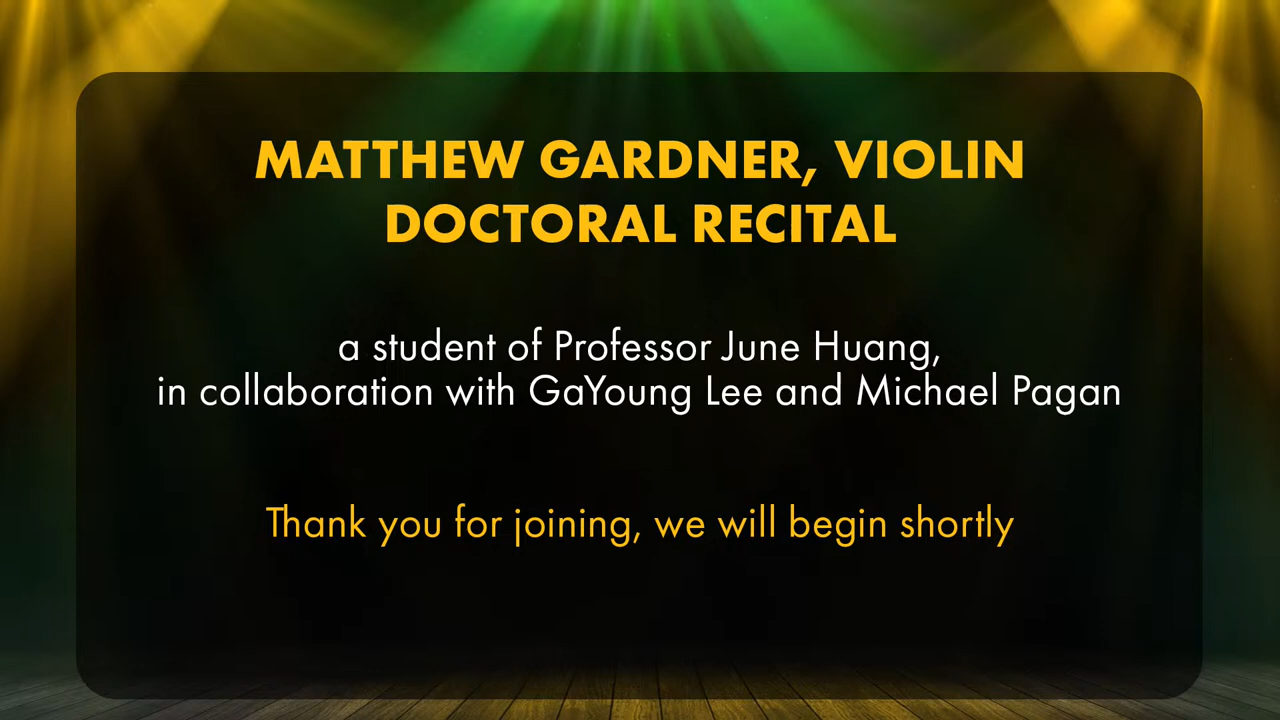 MATTHEW GARDNER, VIOLIN
DOCTORAL RECITAL
a student of Professor June Huang,
in collaboration with GaYoung Lee and Michael Pagan
Thank you for joining, we will begin shortly